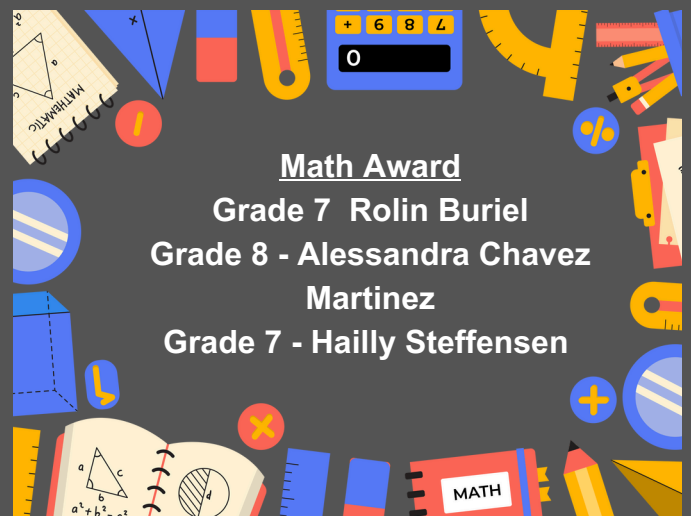 + 9 8 7
0
MATHEMATIC
%
Math Award
Grade 7  Rolin Buriel
Grade 8 - Alessandra Chavez
Martinez
Grade 7 - Hailly Steffensen
+
a
c
b
d
MATH